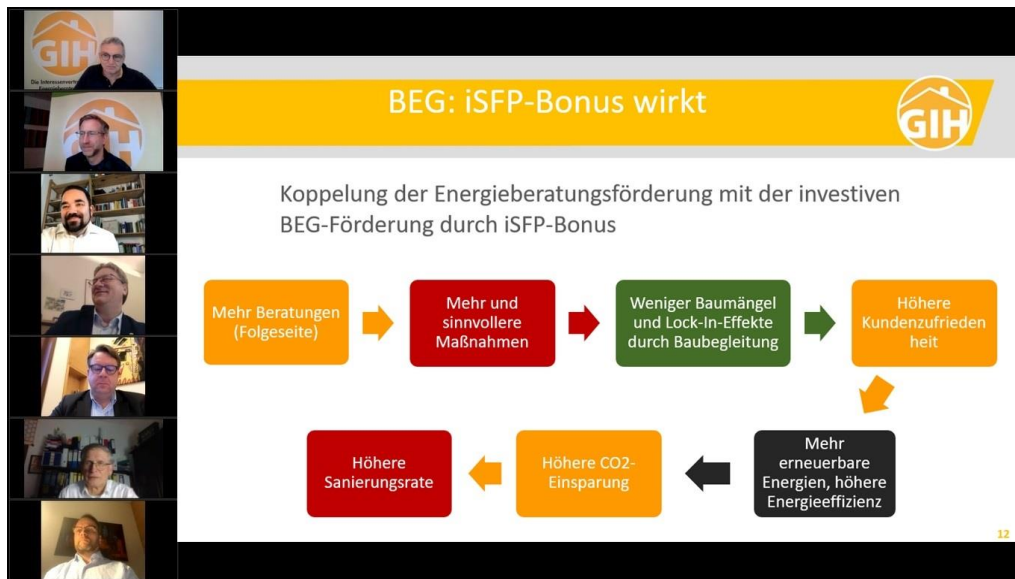 GIH
Die Interessenvertr
GIH
BEG: iSFP-Bonus wirkt
GIH
Koppelung der Energieberatungsförderung mit der investiven
BEG-Förderung durch iSFP-Bonus
Mehr Beratungen
(Folgeseite)
Mehr und
sinnvollere
Maßnahmen
Weniger Baumängel
und Lock-In-Effekte
durch Baubegleitung
Höhere
Kundenzufrieden
heit
Mehr
erneuerbare
Energien, höhere
Energieeffizienz
Höhere CO2-
Einsparung
Höhere
Sanierungsrate
12